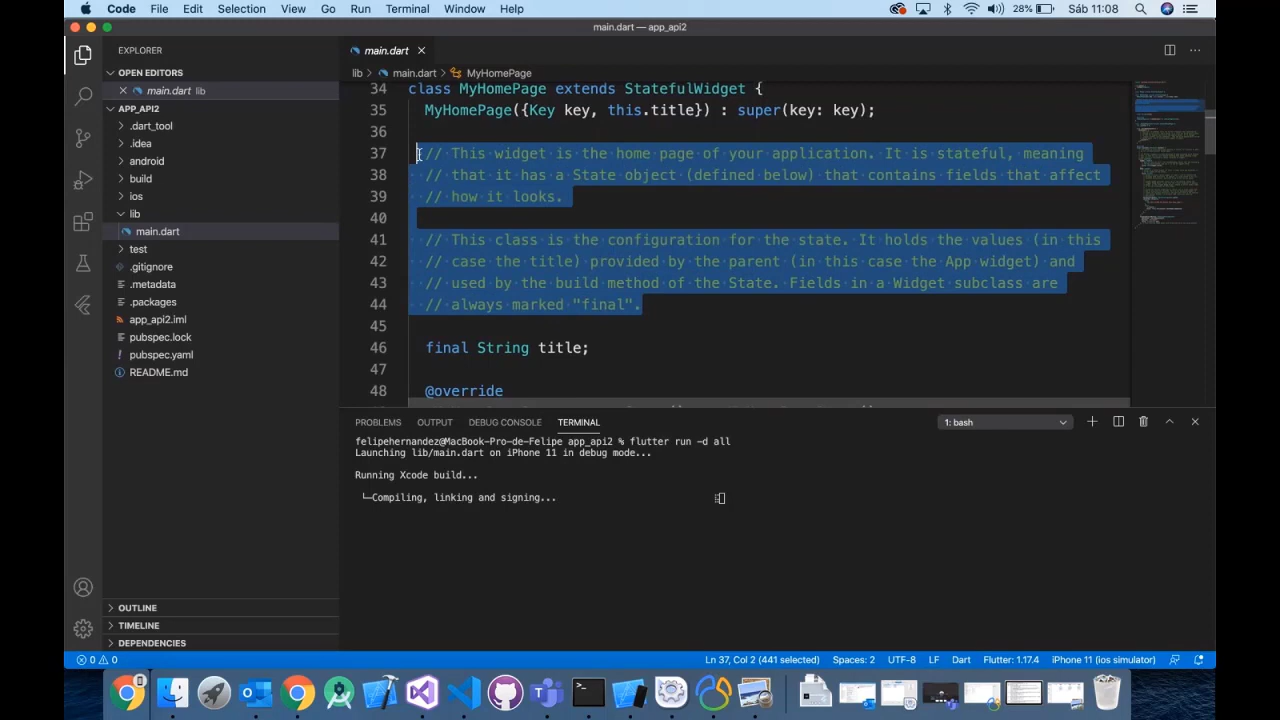 Code File Edit Selection View Go Run Terminal Window Help 28% Sáb 11:08
main.dart — app_api2
EXPLORER
OPEN EDITORS
main.dart lib
APP_API2
.dart_tool
.idea
android
build
ios
lib
main.dart
test
.gitignore
.metadata
.packages
app_api2.iml
pubspec.lock
pubspec.yaml
README.md
OUTLINE
TIMELINE
DEPENDENCIES
main.dart
lib > main.dart > MyHomePage
34 class MyHomePage extends StatefulWidget {
35 MyHomePage({Key key, this.title}) : super(key: key);
36
37 // This widget is the home page of your application. It is stateful, meaning
38 // that it has a State object (defined below) that contains fields that affect
39 // how it looks.
40
41 // This class is the configuration for the state. It holds the values (in this
42 // case the title) provided by the parent (in this case the App widget) and
43 // used by the build method of the State. Fields in a Widget subclass are
44 // always marked "final".
45
46 final String title;
47
48 @override
PROBLEMS OUTPUT DEBUG CONSOLE TERMINAL 1: bash
felipehernandez@MacBook-Pro-de-Felipe app_api2 % flutter run -d all
Launching lib/main.dart on iPhone 11 in debug mode...
Running Xcode build...
└─Compiling, linking and signing...
0 0 Ln 37, Col 2 (441 selected) Spaces: 2 UTF-8 LF Dart Flutter: 1.17.4 iPhone 11 (ios simulator)